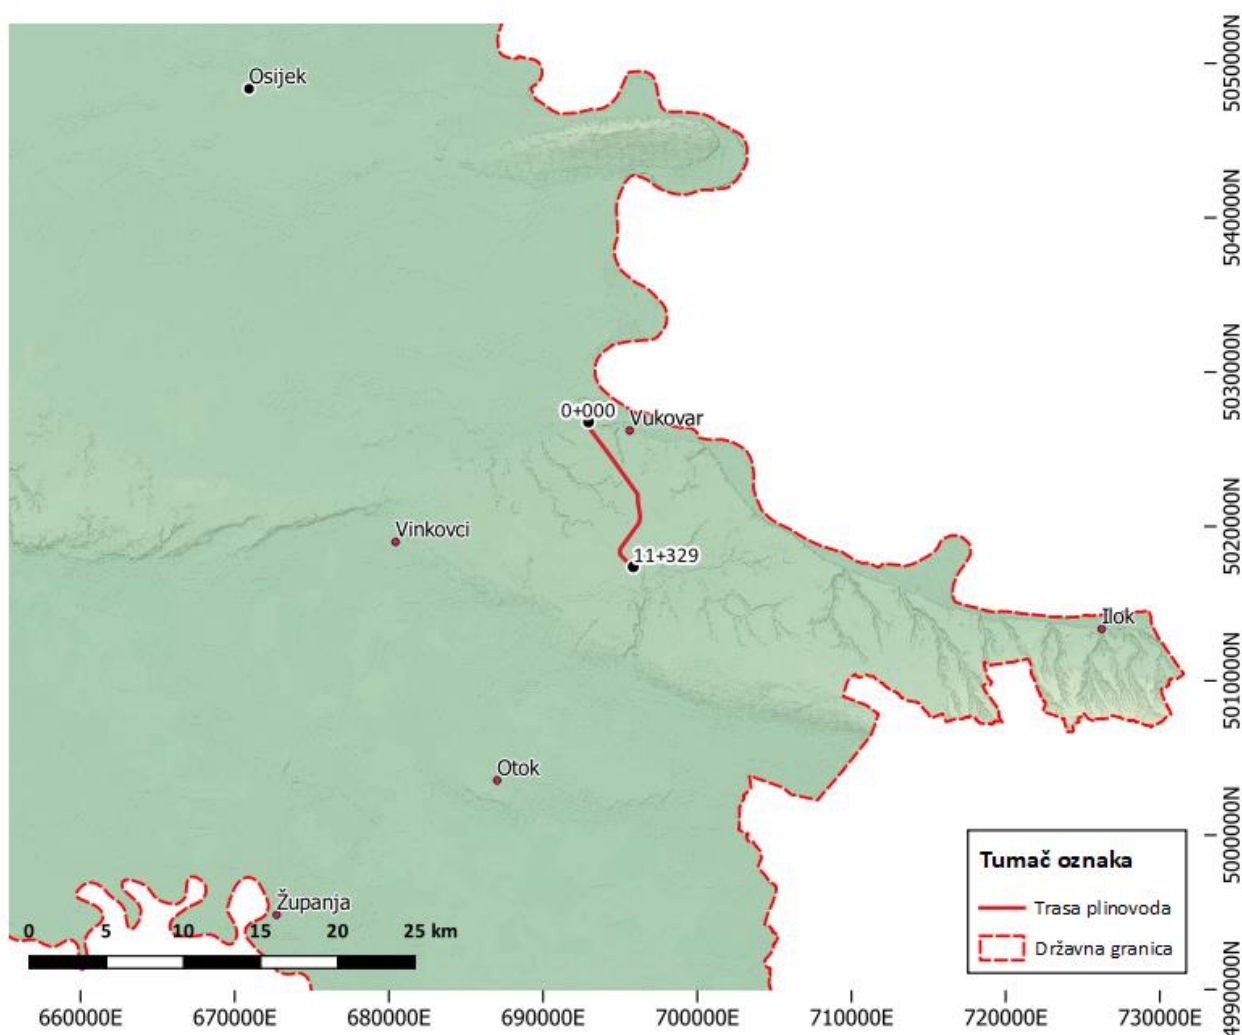 Osijek
5050000N
5040000N
5030000N
0+000
Vukovar
Vinkovci
5020000N
11+329
Ilok
5010000N
Otok
5000000N
Tumač oznaka
Trasa plinovoda
Državna granica
Županja
0 5 10 16 20 25 km
4990000N
660000E 670000E 680000E 690000E 700000E 710000E 720000E 730000E